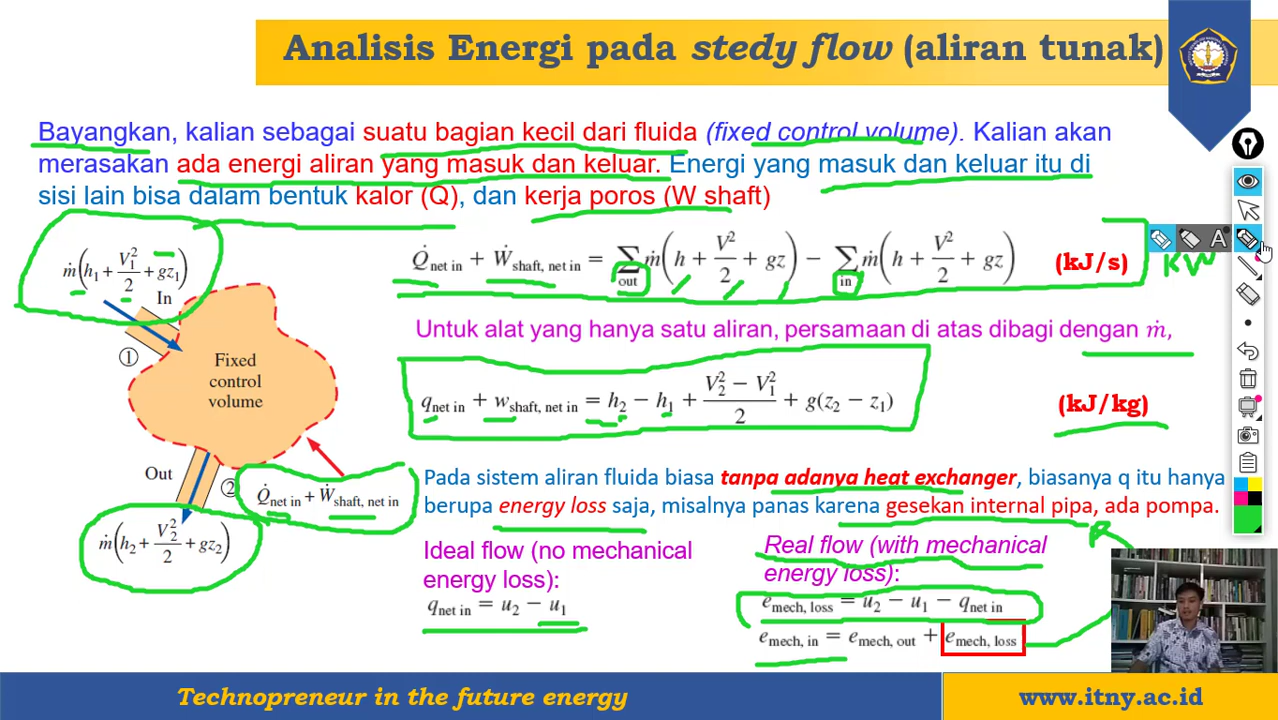 Analisis Energi pada stedy flow (aliran tunak)
Bayangkan, kalian sebagai suatu bagian kecil dari fluida (fixed control volume). Kalian akan
merasakan ada energi aliran yang masuk dan keluar. Energi yang masuk dan keluar itu di
sisi lain bisa dalam bentuk kalor (Q), dan kerja poros (W shaft)
ṁ(h₁ + V₁²/2 + gz₁)
In
①
Fixed
control
volume
Out
②
Q̇net in + Ẇshaft, net in
ṁ(h₂ + V₂²/2 + gz₂)
Q̇net in + Ẇshaft, net in = ∑out ṁ(h + V²/2 + gz) − ∑in ṁ(h + V²/2 + gz) (kJ/s) KW
A
Untuk alat yang hanya satu aliran, persamaan di atas dibagi dengan ṁ,
qnet in + wshaft, net in = h₂ − h₁ + (V₂² − V₁²)/2 + g(z₂ − z₁) (kJ/kg)
Pada sistem aliran fluida biasa tanpa adanya heat exchanger, biasanya q itu hanya
berupa energy loss saja, misalnya panas karena gesekan internal pipa, ada pompa.
Ideal flow (no mechanical
energy loss):
qnet in = u₂ − u₁
Real flow (with mechanical
energy loss):
emech, loss = u₂ − u₁ − qnet in
emech, in = emech, out + emech, loss
Technopreneur in the future energy
www.itny.ac.id